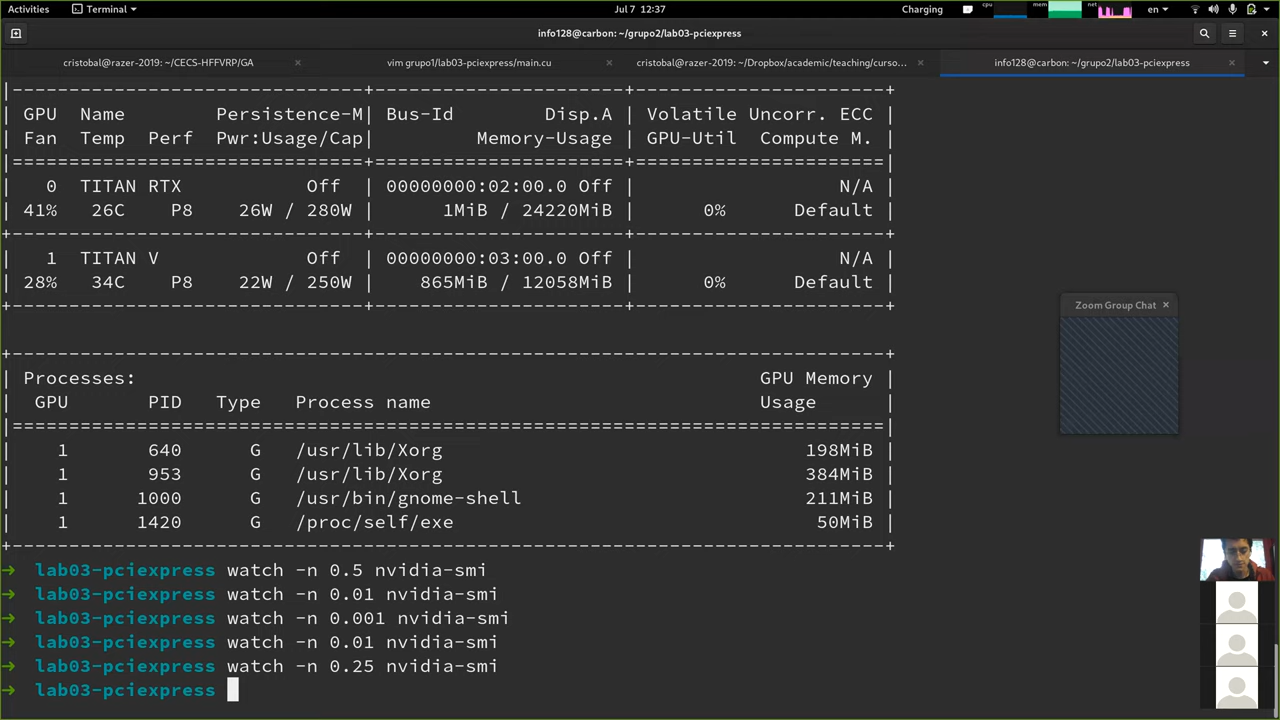 Activities Terminal ▾ Jul 7 12:37 Charging cpu mem net en ▾
info128@carbon: ~/grupo2/lab03-pciexpress
cristobal@razer-2019: ~/CECS-HFFVRP/GA × vim grupo1/lab03-pciexpress/main.cu × cristobal@razer-2019: ~/Dropbox/academic/teaching/curso... × info128@carbon: ~/grupo2/lab03-pciexpress ×
|-------------------------------+----------------------+----------------------+
| GPU  Name        Persistence-M| Bus-Id        Disp.A | Volatile Uncorr. ECC |
| Fan  Temp  Perf  Pwr:Usage/Cap|         Memory-Usage | GPU-Util  Compute M. |
|===============================+======================+======================|
|   0  TITAN RTX           Off  | 00000000:02:00.0 Off |                  N/A |
| 41%   26C    P8    26W / 280W |      1MiB / 24220MiB |      0%      Default |
+-------------------------------+----------------------+----------------------+
|   1  TITAN V             Off  | 00000000:03:00.0 Off |                  N/A |
| 28%   34C    P8    22W / 250W |    865MiB / 12058MiB |      0%      Default |
+-------------------------------+----------------------+----------------------+
+-----------------------------------------------------------------------------+
| Processes:                                                       GPU Memory |
|  GPU       PID   Type   Process name                             Usage      |
|=============================================================================|
|    1       640      G   /usr/lib/Xorg                                198MiB |
|    1       953      G   /usr/lib/Xorg                                384MiB |
|    1      1000      G   /usr/bin/gnome-shell                         211MiB |
|    1      1420      G   /proc/self/exe                                50MiB |
+-----------------------------------------------------------------------------+
Zoom Group Chat ×
→ lab03-pciexpress watch -n 0.5 nvidia-smi
→ lab03-pciexpress watch -n 0.01 nvidia-smi
→ lab03-pciexpress watch -n 0.001 nvidia-smi
→ lab03-pciexpress watch -n 0.01 nvidia-smi
→ lab03-pciexpress watch -n 0.25 nvidia-smi
→ lab03-pciexpress